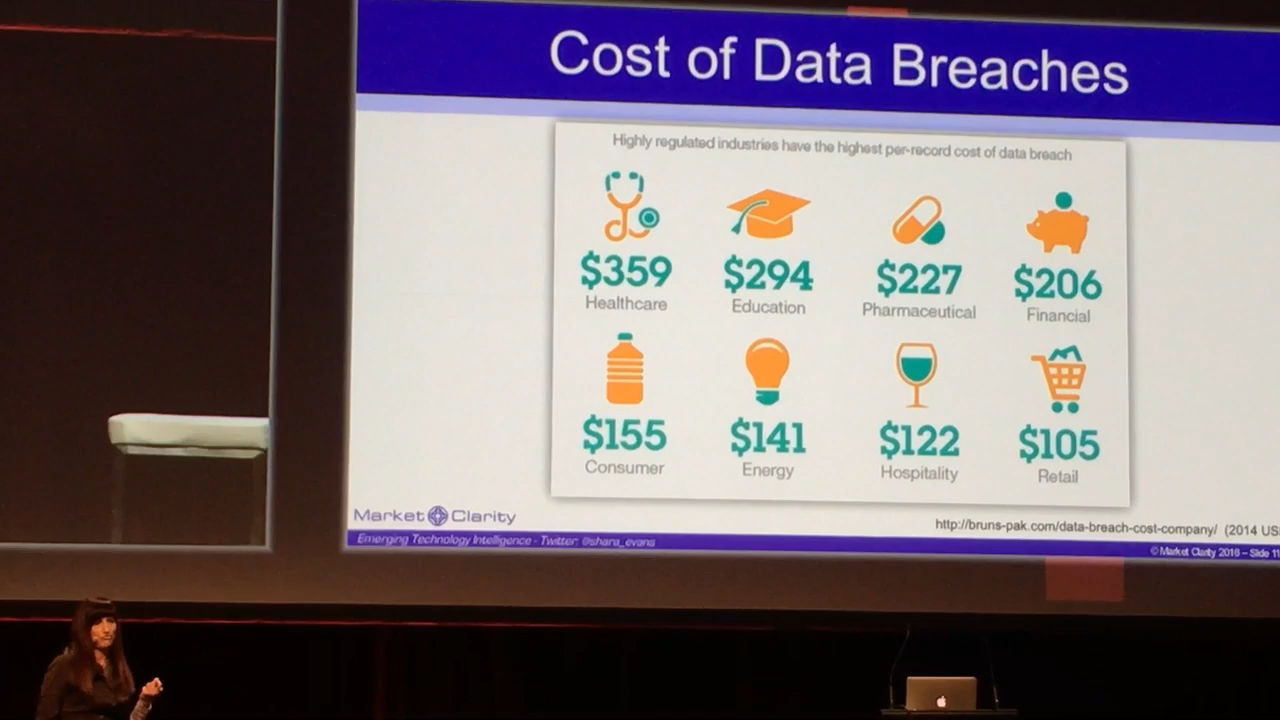 Cost of Data Breaches
Highly regulated industries have the highest per-record cost of data breach
$359 $294 $227 $206
Healthcare Education Pharmaceutical Financial
$155 $141 $122 $105
Consumer Energy Hospitality Retail
Market Clarity
http://bruns-pak.com/data-breach-cost-company/ (2014 US
Emerging Technology Intelligence - Twitter: @shara_evans
© Market Clarity 2016 – Slide 11